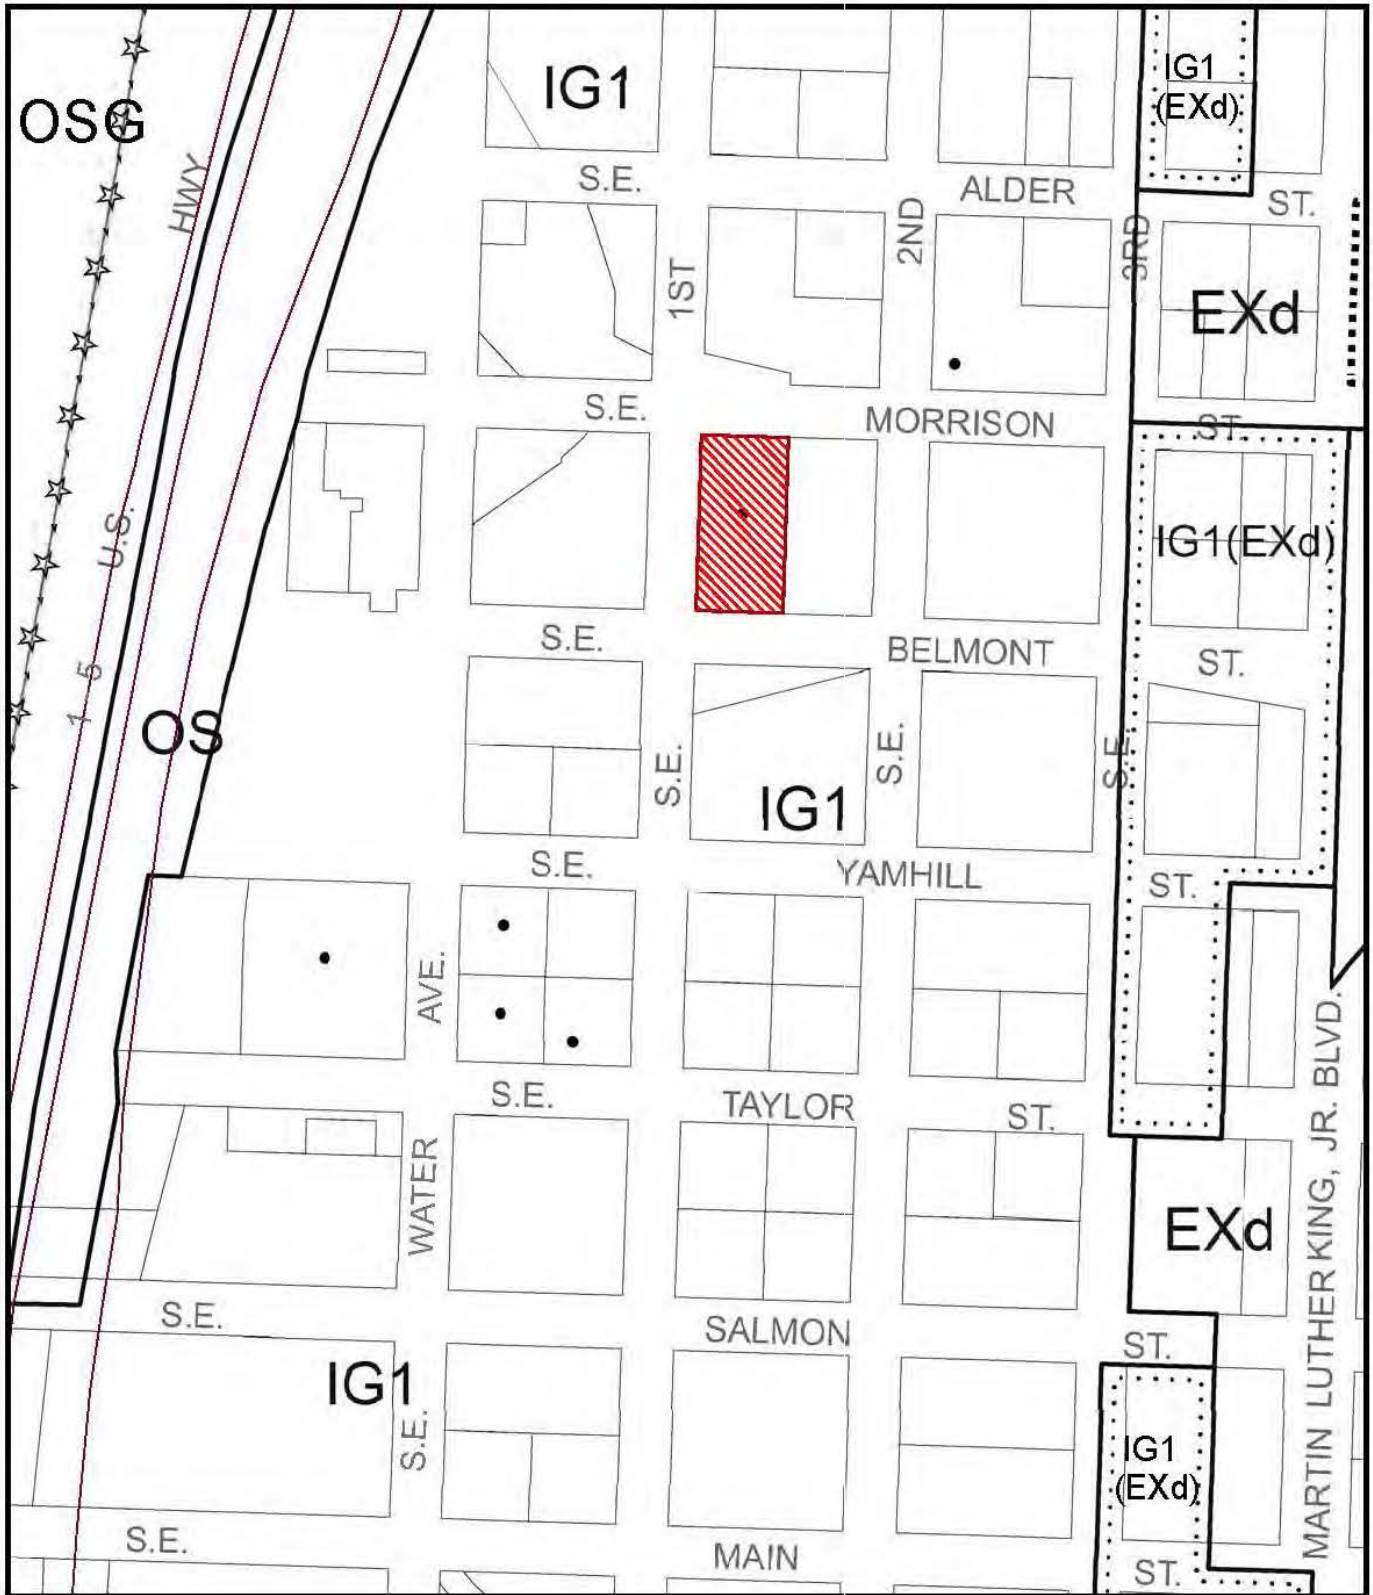 IG1
IG1
(EXd)
OSG
HWY
S.E.
ALDER
ST.
2ND
3RD
1ST
EXd
S.E.
MORRISON
ST.
U.S.
IG1(EXd)
S.E.
BELMONT
ST.
1 5
OS
S.E.
S.E.
S.E.
IG1
S.E.
YAMHILL
ST.
AVE.
S.E.
TAYLOR
ST.
WATER
EXd
MARTIN LUTHER KING, JR. BLVD.
S.E.
SALMON
ST.
IG1
S.E.
IG1
(EXd)
S.E.
MAIN
ST.